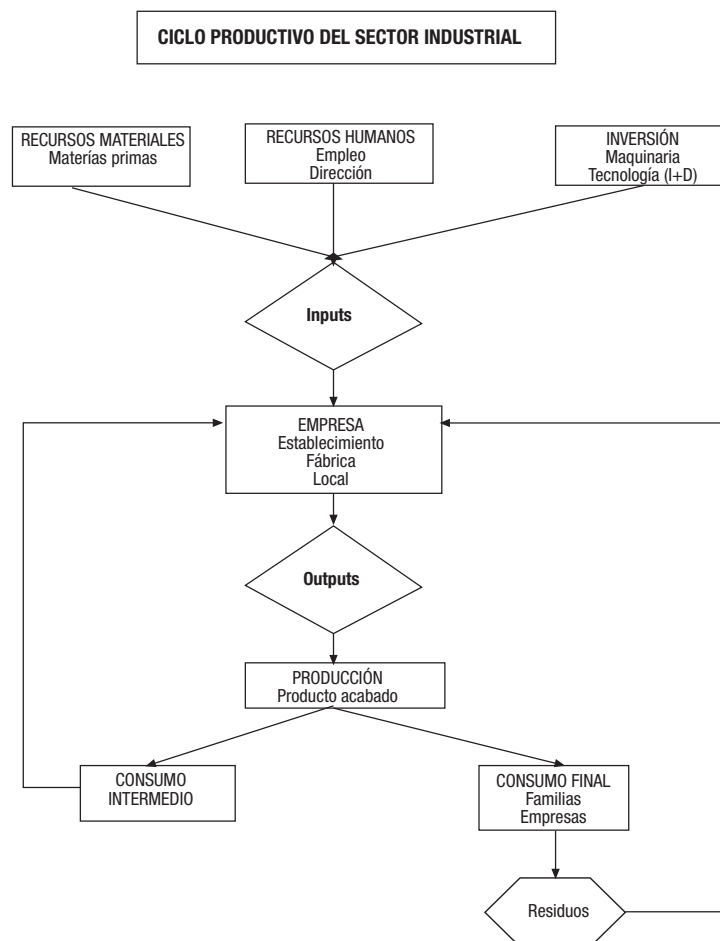 CICLO PRODUCTIVO DEL SECTOR INDUSTRIAL
RECURSOS MATERIALES
Materías primas
RECURSOS HUMANOS
Empleo
Dirección
INVERSIÓN
Maquinaria
Tecnología (I+D)
Inputs
EMPRESA
Establecimiento
Fábrica
Local
Outputs
PRODUCCIÓN
Producto acabado
CONSUMO
INTERMEDIO
CONSUMO FINAL
Familias
Empresas
Residuos